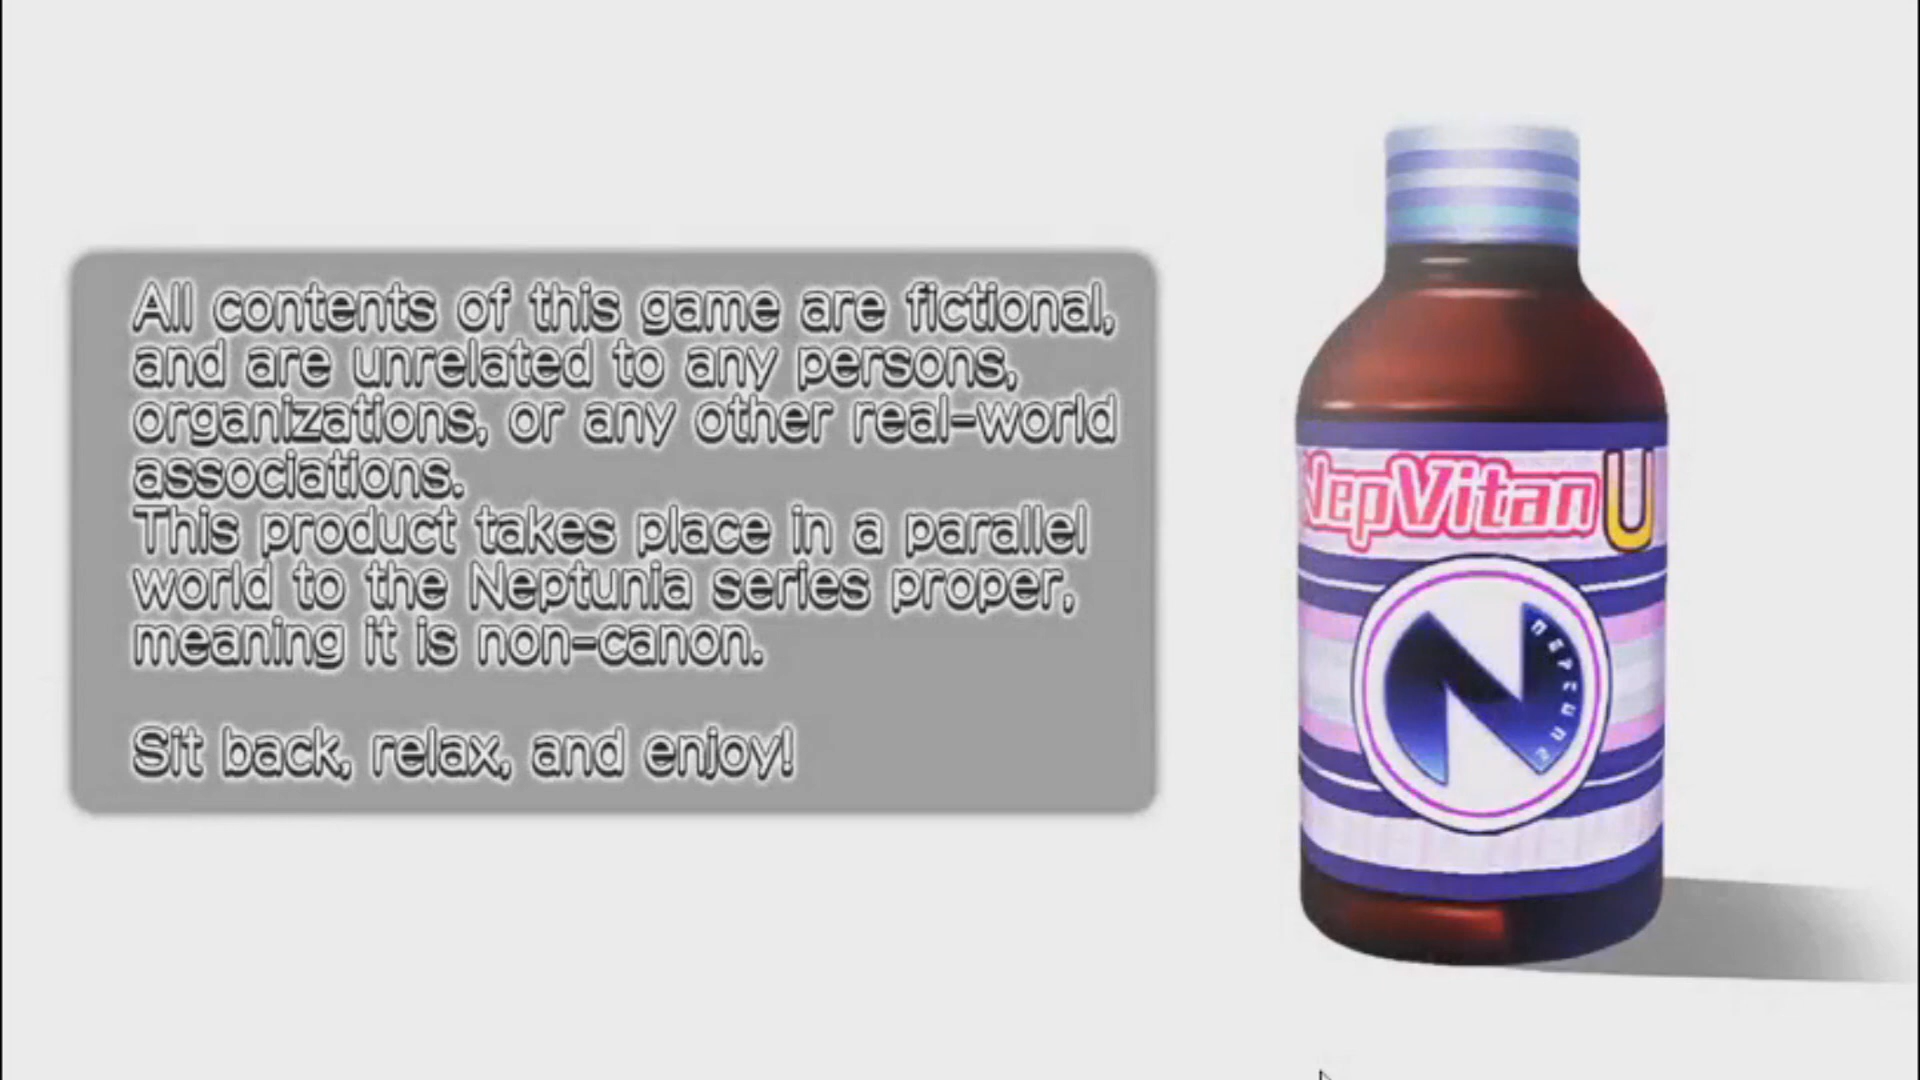 All contents of this game are fictional,
and are unrelated to any persons,
organizations, or any other real-world
associations.
This product takes place in a parallel
world to the Neptunia series proper,
meaning it is non-canon.
Sit back, relax, and enjoy!
NepVitan U
N
neptune